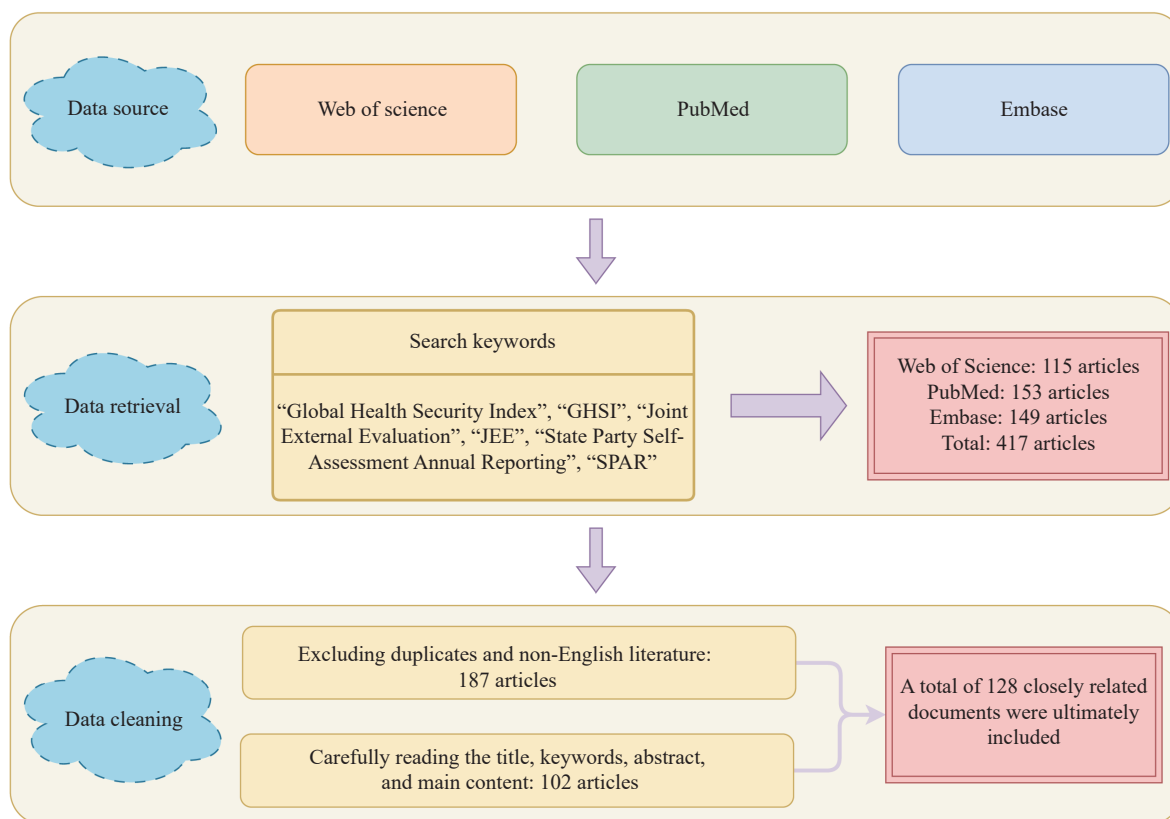 Data source
Web of science
PubMed
Embase
Data retrieval
Search keywords
“Global Health Security Index”, “GHSI”, “Joint
External Evaluation”, “JEE”, “State Party Self-
Assessment Annual Reporting”, “SPAR”
Web of Science: 115 articles
PubMed: 153 articles
Embase: 149 articles
Total: 417 articles
Data cleaning
Excluding duplicates and non-English literature:
187 articles
Carefully reading the title, keywords, abstract,
and main content: 102 articles
A total of 128 closely related
documents were ultimately
included